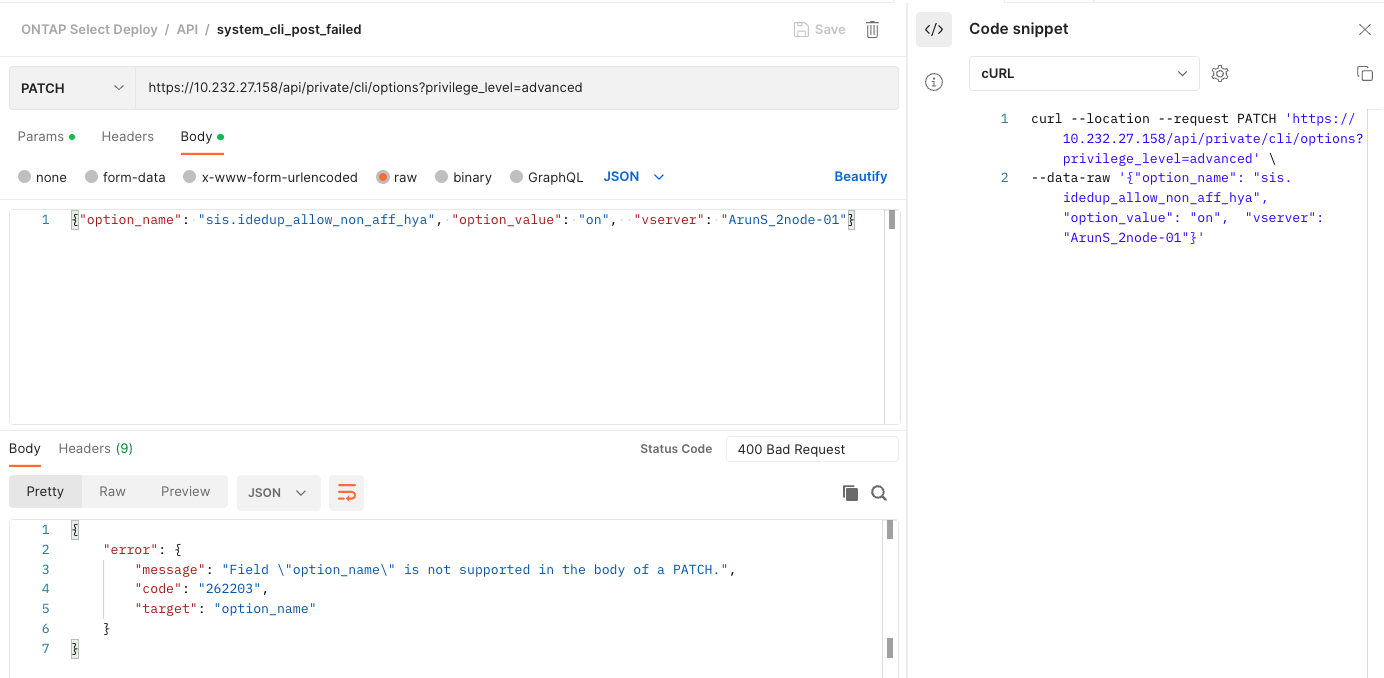 ONTAP Select Deploy / API / system_cli_post_failed
Save
PATCH
https://10.232.27.158/api/private/cli/options?privilege_level=advanced
Params
Headers
Body
none
form-data
x-www-form-urlencoded
raw
binary
GraphQL
JSON
Beautify
1 {"option_name": "sis.idedup_allow_non_aff_hya", "option_value": "on",  "vserver": "ArunS_2node-01"}
Body
Headers (9)
Status Code
400 Bad Request
Pretty
Raw
Preview
JSON
1 {
2     "error": {
3         "message": "Field \"option_name\" is not supported in the body of a PATCH.",
4         "code": "262203",
5         "target": "option_name"
6     }
7 }
</>
Code snippet
cURL
1 curl --location --request PATCH 'https://
10.232.27.158/api/private/cli/options?
privilege_level=advanced' \
2 --data-raw '{"option_name": "sis.
idedup_allow_non_aff_hya",
"option_value": "on",  "vserver":
"ArunS_2node-01"}'